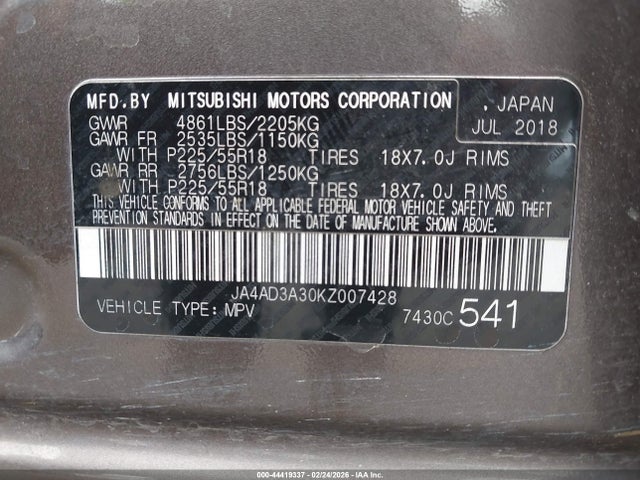 MFD.BY MITSUBISHI MOTORS CORPORATION , JAPAN
GVWR 4861LBS/2205KG JUL 2018
GAWR FR 2535LBS/1150KG
WITH P225/55R18 TIRES 18X7.0J RIMS
GAWR RR 2756LBS/1250KG
WITH P225/55R18 TIRES 18X7.0J RIMS
THIS VEHICLE CONFORMS TO ALL APPLICABLE FEDERAL MOTOR VEHICLE SAFETY AND THEFT
PREVENTION STANDARDS IN EFFECT ON THE DATE OF MANUFACTURE SHOWN ABOVE.
JA4AD3A30KZ007428
VEHICLE TYPE: MPV 7430C 541
000-44419337 - 02/24/2026 - IAAI Corp.